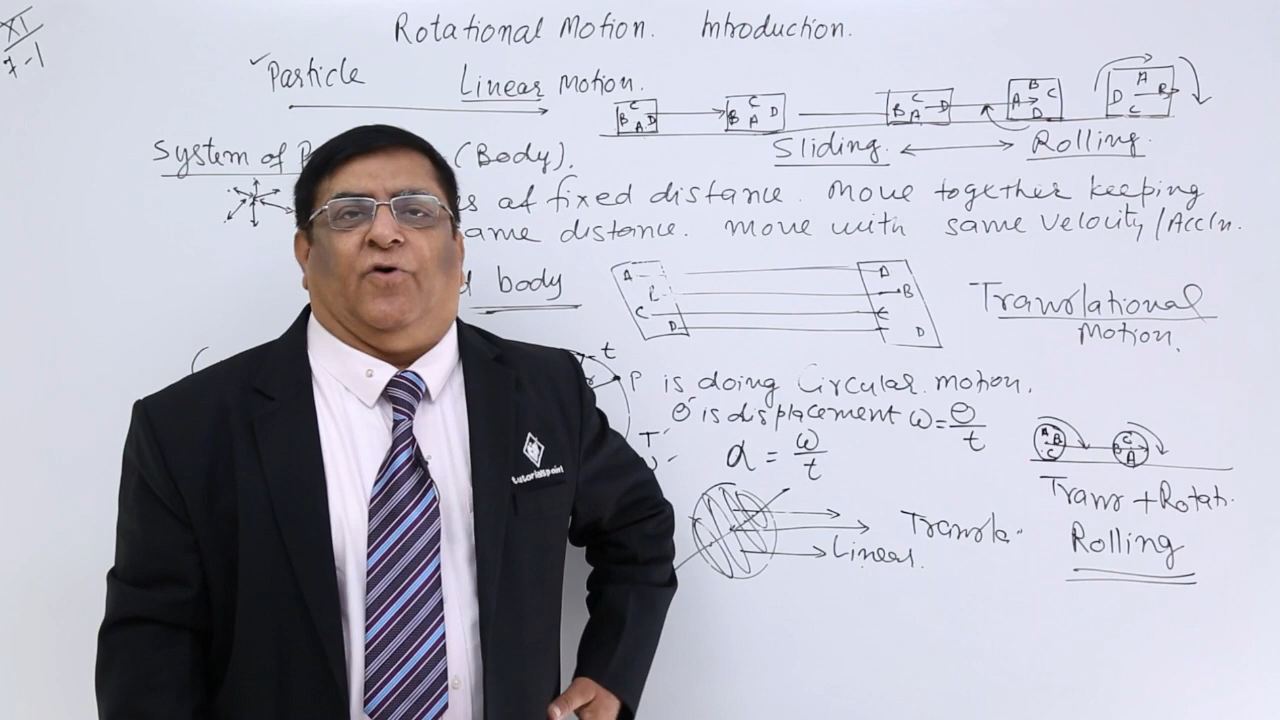 XI
7-1
Rotational Motion. Introduction.
Particle Linear Motion.
C B D A
C B D A
C B A D
B A C D
A D R C
System of P (Body).
Sliding. Rolling.
s at fixed distance. Move together keeping
ame distance. Move with same velocity/Accln.
body
A R C D
A B C D
Translational
Motion.
t
P is doing Circular motion.
θ is displacement ω = θ/t
α = ω/t
A B C
C B A
Trans + Rotati.
Rolling
Transla.
Linear.
tutorialspoint